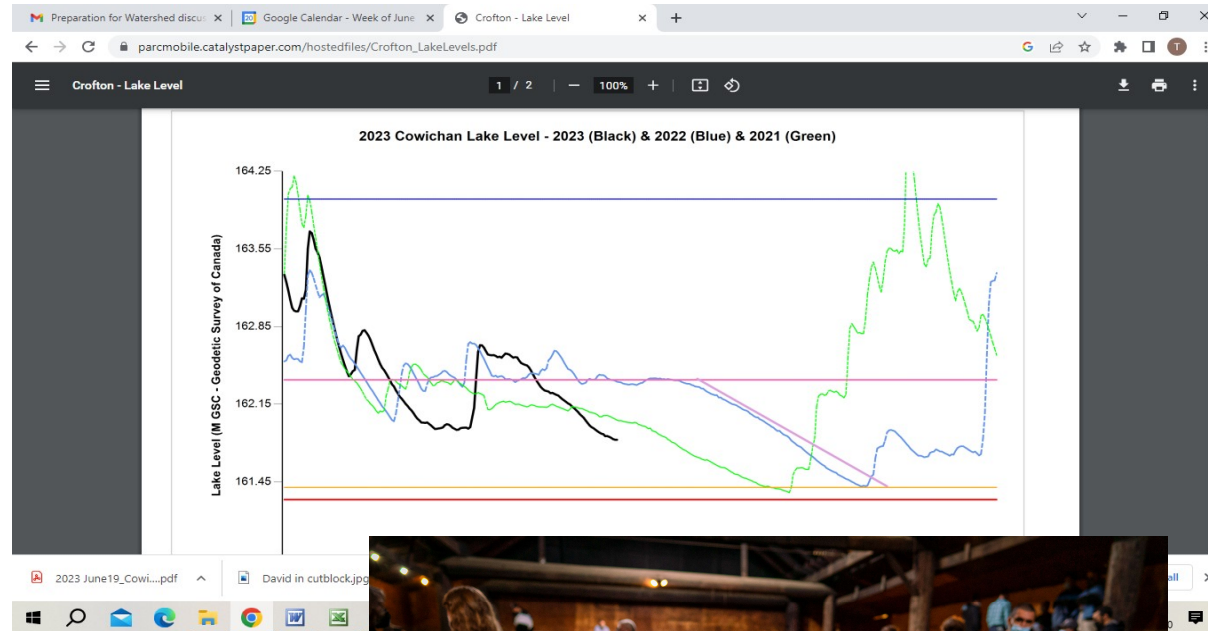 Preparation for Watershed discus
Google Calendar - Week of June
Crofton - Lake Level
parcmobile.catalystpaper.com/hostedfiles/Crofton_LakeLevels.pdf
T
Crofton - Lake Level
1 / 2
100%
2023 Cowichan Lake Level - 2023 (Black) & 2022 (Blue) & 2021 (Green)
Lake Level (M GSC - Geodetic Survey of Canada)
164.25
163.55
162.85
162.15
161.45
2023 June19_Cowi....pdf
David in cutblock.jpg
all